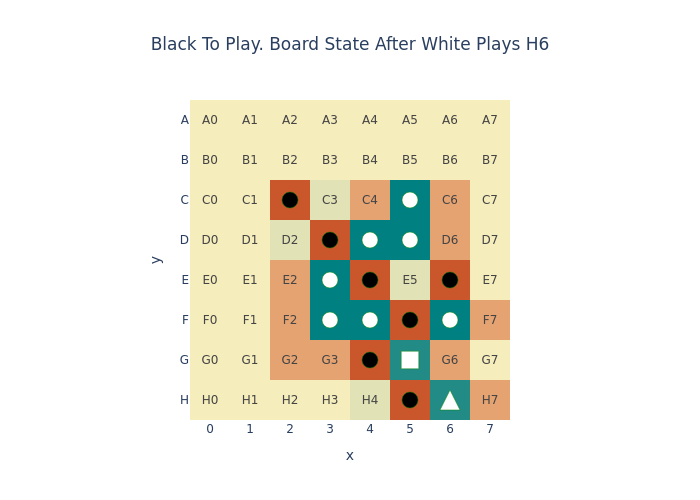 Black To Play. Board State After White Plays H6
A A0 A1 A2 A3 A4 A5 A6 A7
B B0 B1 B2 B3 B4 B5 B6 B7
C C0 C1 C3 C4 C6 C7
D D0 D1 D2 D6 D7
E E0 E1 E2 E5 E7
F F0 F1 F2 F7
G G0 G1 G2 G3 G6 G7
H H0 H1 H2 H3 H4 H7
0 1 2 3 4 5 6 7
x
y